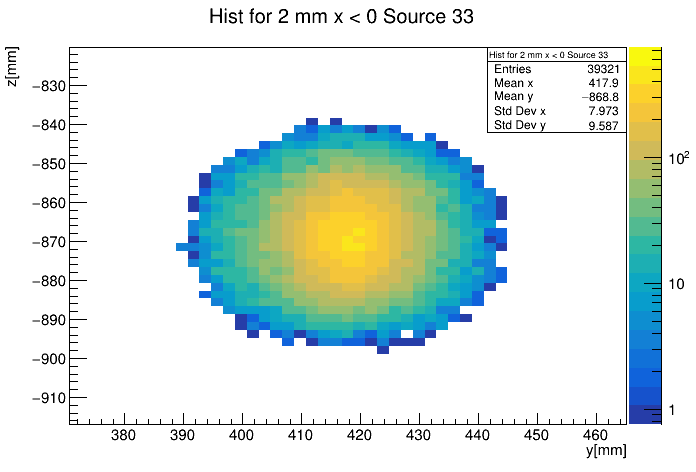 Hist for 2 mm x < 0 Source 33
z[mm]
Hist for 2 mm x < 0 Source 33
Entries 39321
Mean x 417.9
Mean y −868.8
Std Dev x 7.973
Std Dev y 9.587
−830
−840
−850
−860
−870
−880
−890
−900
−910
10²
10
1
380 390 400 410 420 430 440 450 460
y[mm]